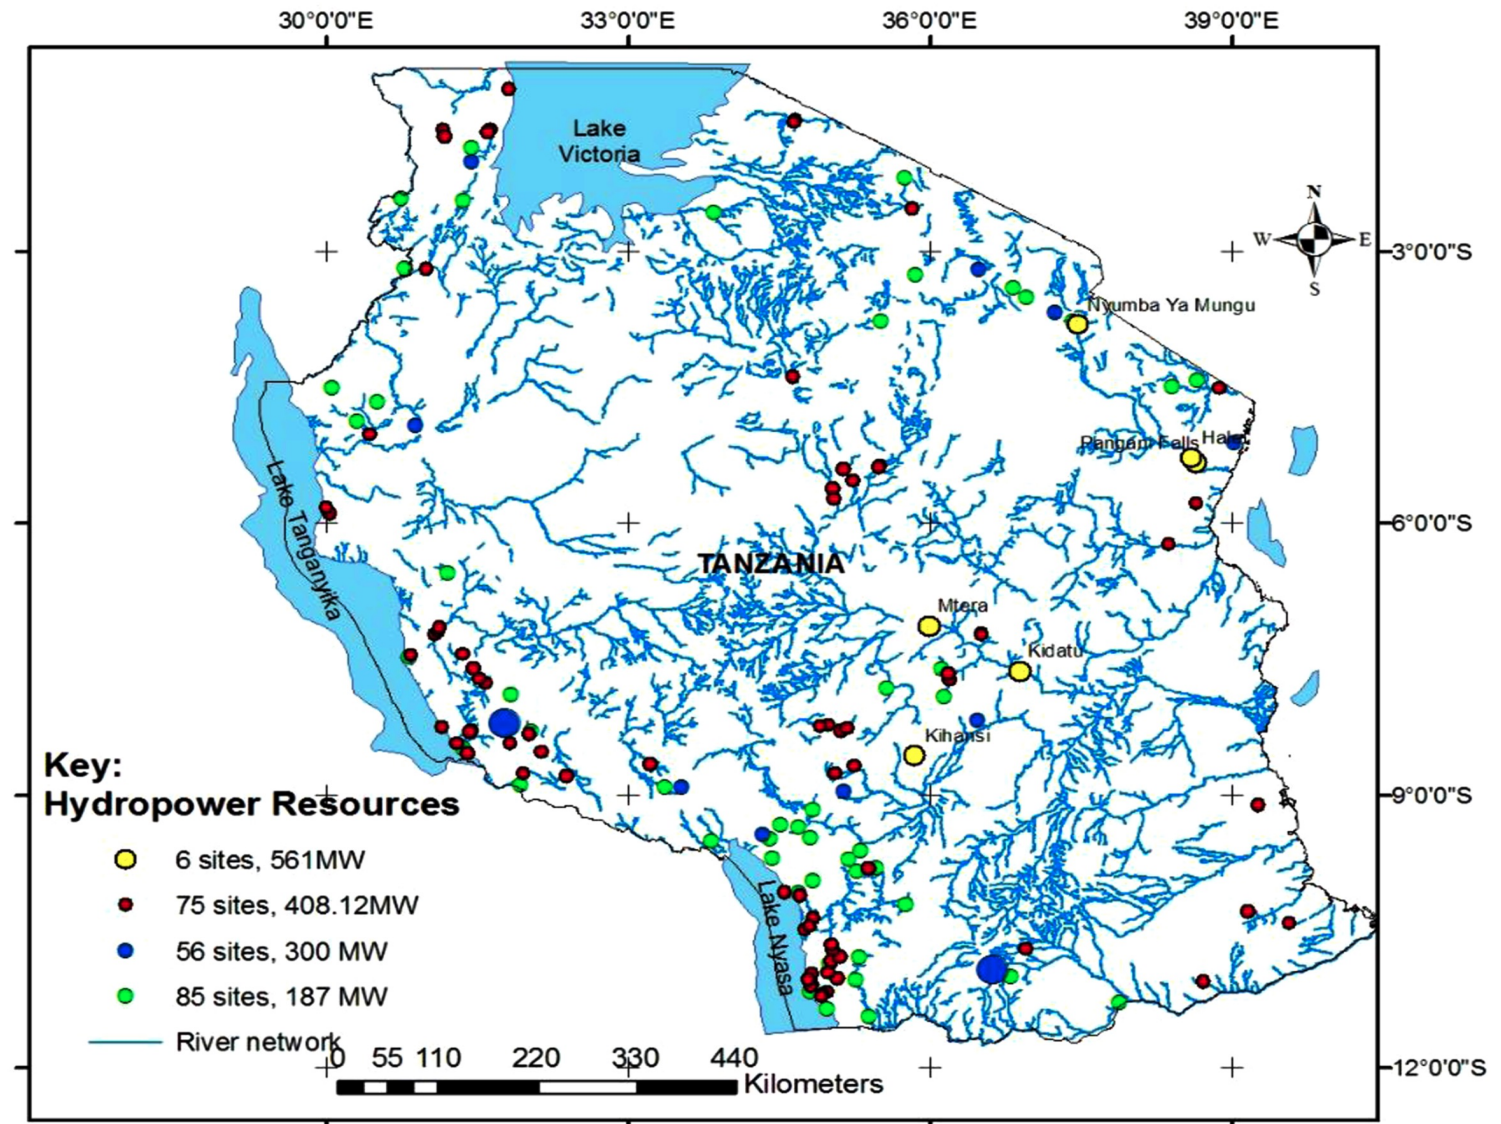 30°0'0"E 33°0'0"E 36°0'0"E 39°0'0"E
Lake
Victoria
N
W E
S
3°0'0"S
Nyumba Ya Mungu
Pangani Falls Hale
6°0'0"S
Lake Tanganyika
TANZANIA
Mtera
Kidatu
Kihansi
9°0'0"S
Lake Nyasa
12°0'0"S
Key:
Hydropower Resources
6 sites, 561MW
75 sites, 408.12MW
56 sites, 300 MW
85 sites, 187 MW
River network
0 55 110 220 330 440
Kilometers